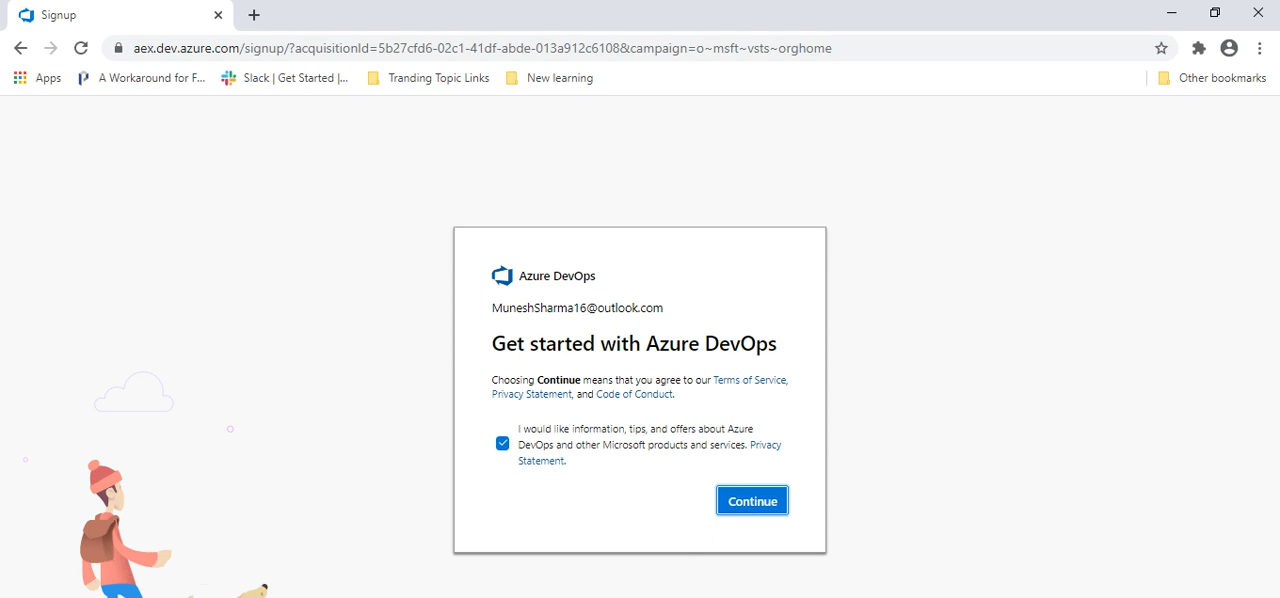 Signup
aex.dev.azure.com/signup/?acquisitionId=5b27cfd6-02c1-41df-abde-013a912c6108&campaign=o~msft~vsts~orghome
Apps A Workaround for F... Slack | Get Started |... Tranding Topic Links New learning Other bookmarks
Azure DevOps
MuneshSharma16@outlook.com
Get started with Azure DevOps
Choosing Continue means that you agree to our Terms of Service,
Privacy Statement, and Code of Conduct.
I would like information, tips, and offers about Azure
DevOps and other Microsoft products and services. Privacy
Statement.
Continue